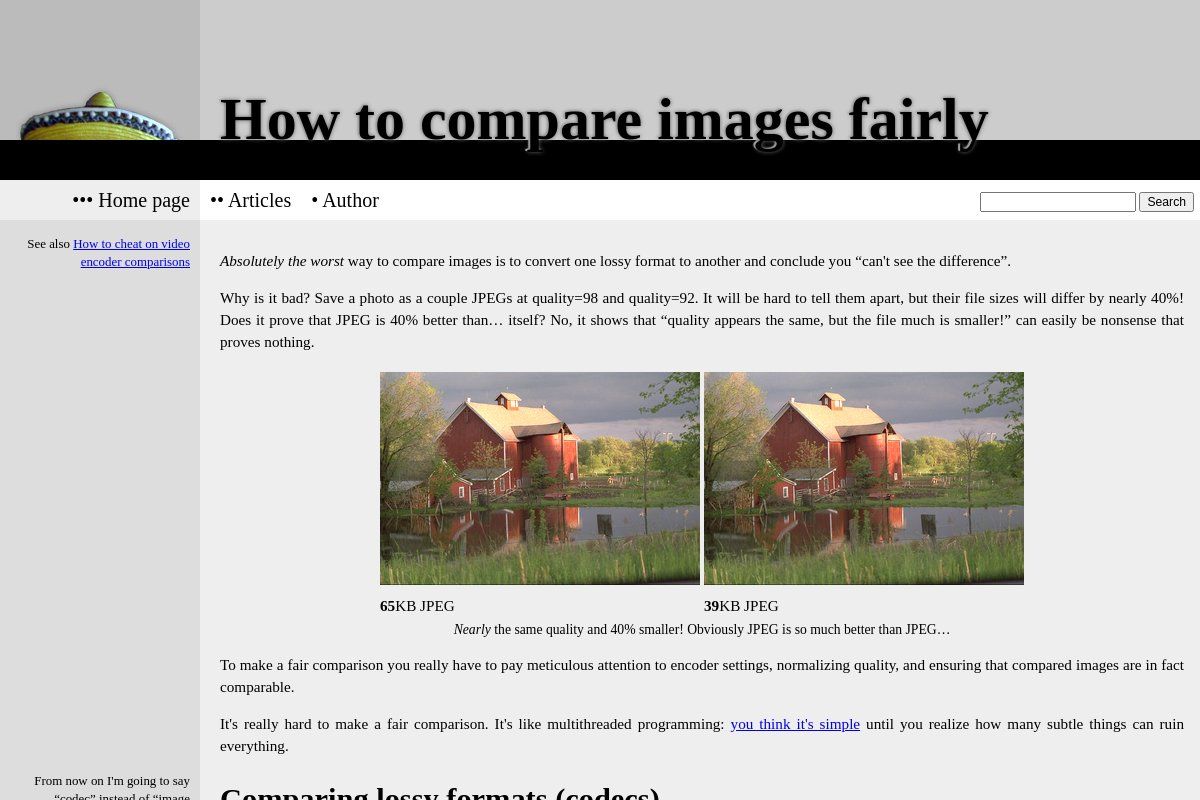 How to compare images fairly
••• Home page
•• Articles
• Author
Search
See also How to cheat on video
encoder comparisons
Absolutely the worst way to compare images is to convert one lossy format to another and conclude you “can't see the difference”.
Why is it bad? Save a photo as a couple JPEGs at quality=98 and quality=92. It will be hard to tell them apart, but their file sizes will differ by nearly 40%!
Does it prove that JPEG is 40% better than… itself? No, it shows that “quality appears the same, but the file much is smaller!” can easily be nonsense that
proves nothing.
65KB JPEG
39KB JPEG
Nearly the same quality and 40% smaller! Obviously JPEG is so much better than JPEG…
To make a fair comparison you really have to pay meticulous attention to encoder settings, normalizing quality, and ensuring that compared images are in fact
comparable.
It's really hard to make a fair comparison. It's like multithreaded programming: you think it's simple until you realize how many subtle things can ruin
everything.
From now on I'm going to say
“codec” instead of “image
Comparing lossy formats (codecs)